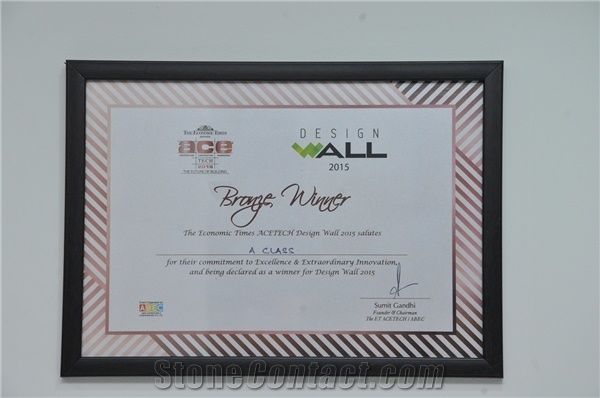 THE ECONOMIC TIMES
ace
TECH
2015
THE FUTURE OF BUILDING
DESIGN
WALL
2015
Bronze Winner
The Economic Times ACETECH Design Wall 2015 salutes
A CLASS
for their commitment to Excellence & Extraordinary Innovation,
and being declared as a winner for Design Wall 2015
ABEC
Sumit Gandhi
Founder & Chairman
The ET ACETECH / ABEC
StoneContact.com